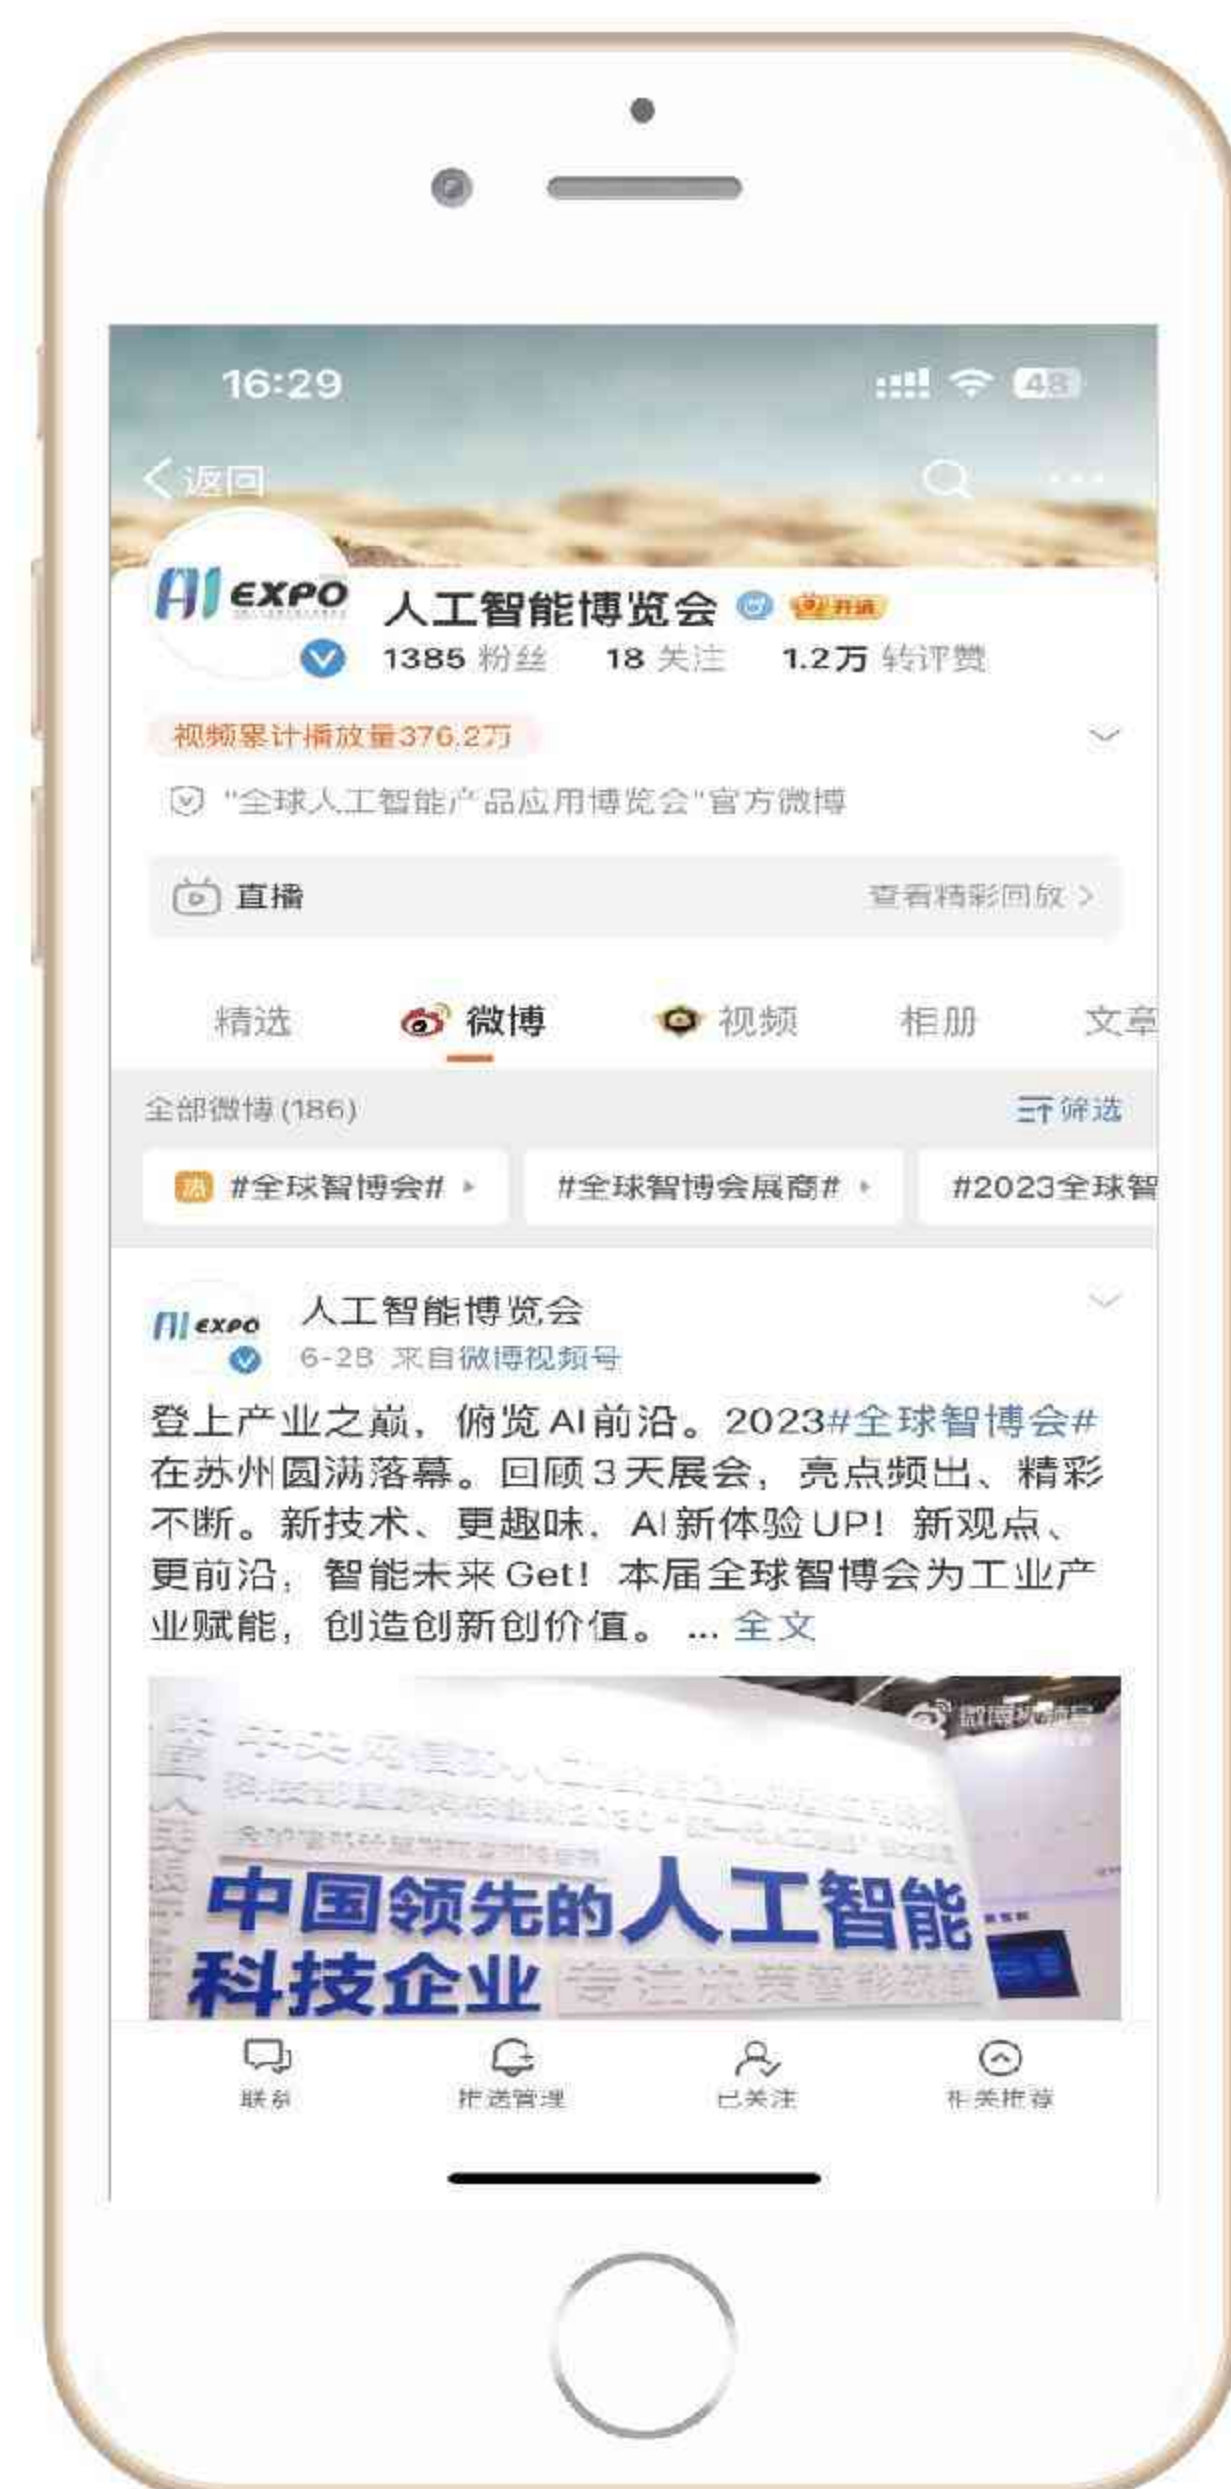 16:29
48
返回
AI EXPO
人工智能博览会
开通
1385 粉丝 18 关注 1.2万 转评赞
视频累计播放量376.2万
"全球人工智能产品应用博览会"官方微博
直播
查看精彩回放
精选 微博 视频 相册 文章
全部微博(186)
筛选
热 #全球智博会# #全球智博会展商# #2023全球智
AI EXPO
人工智能博览会
6-28 来自微博视频号
登上产业之巅，俯览AI前沿。2023#全球智博会#
在苏州圆满落幕。回顾3天展会，亮点频出、精彩
不断。新技术、更趣味，AI新体验UP！新观点、
更前沿，智能未来Get！本届全球智博会为工业产
业赋能，创造创新创价值。 ... 全文
微博视频号
中国领先的人工智能
科技企业
联系 推送管理 已关注 相关推荐